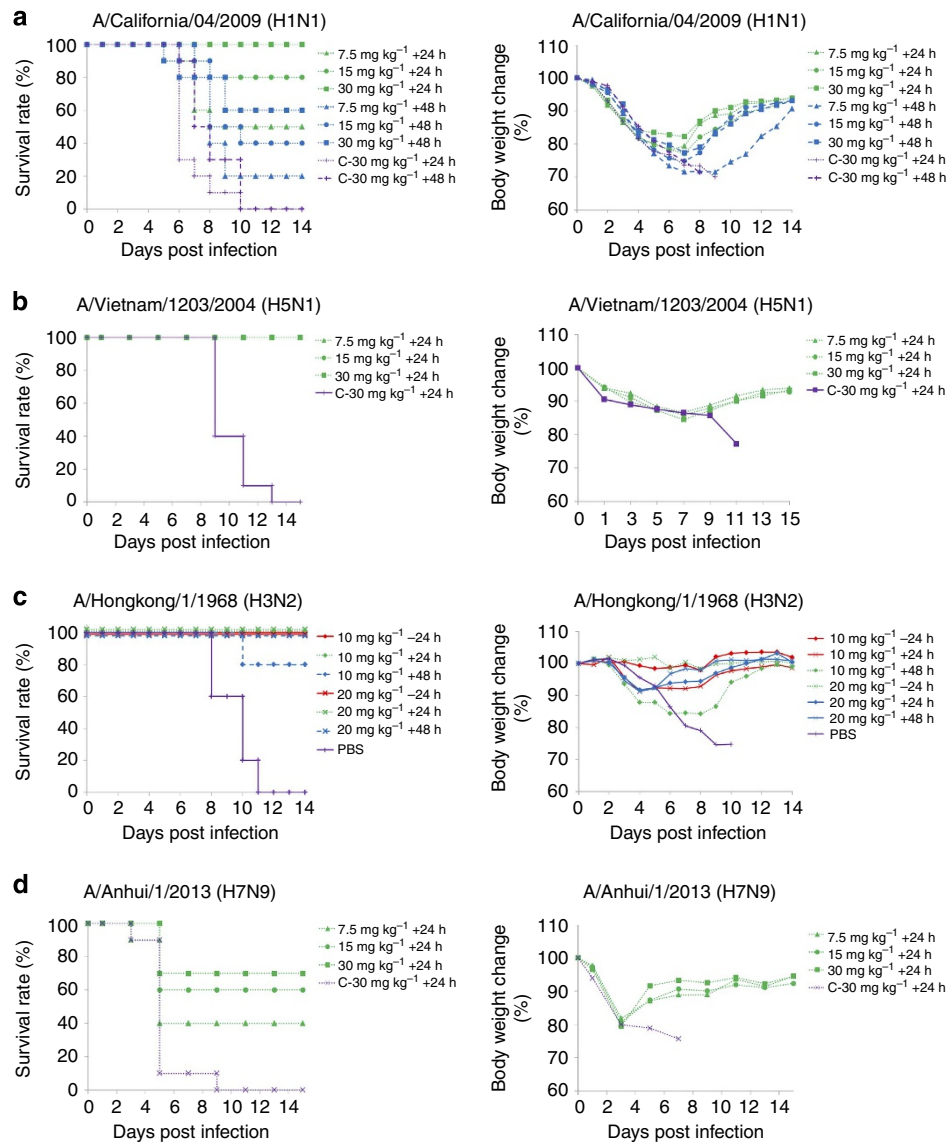 a
A/California/04/2009 (H1N1)
Survival rate (%)
100
80
60
40
20
0
0 2 4 6 8 10 12 14
Days post infection
7.5 mg kg⁻¹ +24 h
15 mg kg⁻¹ +24 h
30 mg kg⁻¹ +24 h
7.5 mg kg⁻¹ +48 h
15 mg kg⁻¹ +48 h
30 mg kg⁻¹ +48 h
C-30 mg kg⁻¹ +24 h
C-30 mg kg⁻¹ +48 h
A/California/04/2009 (H1N1)
Body weight change
(%)
110
100
90
80
70
60
0 2 4 6 8 10 12 14
Days post infection
7.5 mg kg⁻¹ +24 h
15 mg kg⁻¹ +24 h
30 mg kg⁻¹ +24 h
7.5 mg kg⁻¹ +48 h
15 mg kg⁻¹ +48 h
30 mg kg⁻¹ +48 h
C-30 mg kg⁻¹ +24 h
C-30 mg kg⁻¹ +48 h
b
A/Vietnam/1203/2004 (H5N1)
Survival rate (%)
100
80
60
40
20
0
0 2 4 6 8 10 12 14
Days post infection
7.5 mg kg⁻¹ +24 h
15 mg kg⁻¹ +24 h
30 mg kg⁻¹ +24 h
C-30 mg kg⁻¹ +24 h
A/Vietnam/1203/2004 (H5N1)
Body weight change
(%)
110
100
90
80
70
60
0 1 3 5 7 9 11 13 15
Days post infection
7.5 mg kg⁻¹ +24 h
15 mg kg⁻¹ +24 h
30 mg kg⁻¹ +24 h
C-30 mg kg⁻¹ +24 h
c
A/Hongkong/1/1968 (H3N2)
Survival rate (%)
100
80
60
40
20
0
0 2 4 6 8 10 12 14
Days post infection
10 mg kg⁻¹ –24 h
10 mg kg⁻¹ +24 h
10 mg kg⁻¹ +48 h
20 mg kg⁻¹ –24 h
20 mg kg⁻¹ +24 h
20 mg kg⁻¹ +48 h
PBS
A/Hongkong/1/1968 (H3N2)
Body weight change
(%)
110
100
90
80
70
60
0 2 4 6 8 10 12 14
Days post infection
10 mg kg⁻¹ –24 h
10 mg kg⁻¹ +24 h
10 mg kg⁻¹ +48 h
20 mg kg⁻¹ –24 h
20 mg kg⁻¹ +24 h
20 mg kg⁻¹ +48 h
PBS
d
A/Anhui/1/2013 (H7N9)
Survival rate (%)
100
80
60
40
20
0
0 2 4 6 8 10 12 14
Days post infection
7.5 mg kg⁻¹ +24 h
15 mg kg⁻¹ +24 h
30 mg kg⁻¹ +24 h
C-30 mg kg⁻¹ +24 h
A/Anhui/1/2013 (H7N9)
Body weight change
(%)
110
100
90
80
70
60
0 2 4 6 8 10 12 14
Days post infection
7.5 mg kg⁻¹ +24 h
15 mg kg⁻¹ +24 h
30 mg kg⁻¹ +24 h
C-30 mg kg⁻¹ +24 h